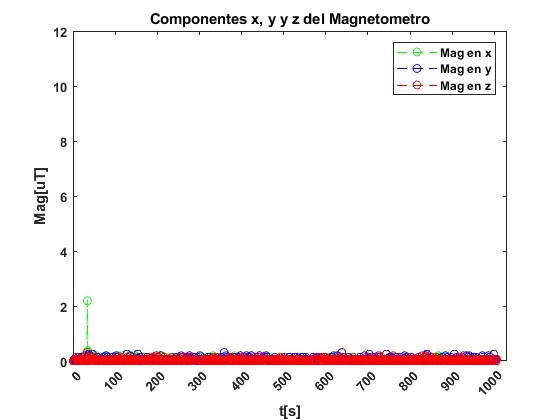 Componentes x, y y z del Magnetometro
12
10
8
6
4
2
0
Mag[uT]
Mag en x
Mag en y
Mag en z
0 100 200 300 400 500 600 700 800 900 1000
t[s]